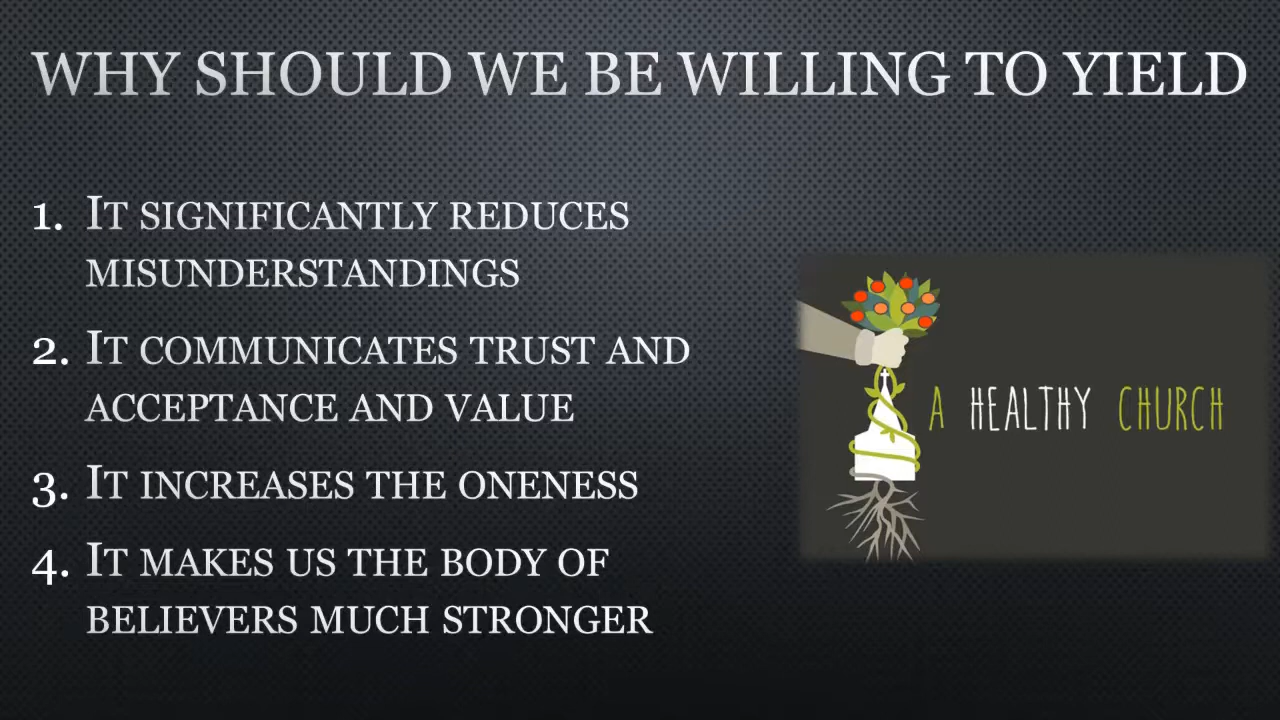 WHY SHOULD WE BE WILLING TO YIELD
1. IT SIGNIFICANTLY REDUCES
MISUNDERSTANDINGS
2. IT COMMUNICATES TRUST AND
ACCEPTANCE AND VALUE
3. IT INCREASES THE ONENESS
4. IT MAKES US THE BODY OF
BELIEVERS MUCH STRONGER
A HEALTHY CHURCH